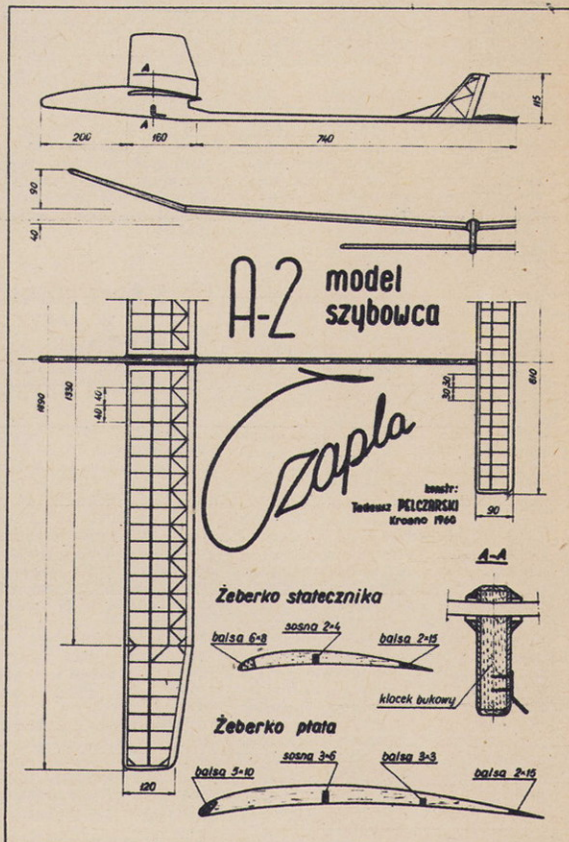 A
A
115
200
160
740
90
40
A-2 model
szybowca
1890
1330
40 40
30 30
610
Czapla
konstr:
Tadeusz PELCZARSKI
Krosno 1960
90
A-A
Żeberko statecznika
balsa 6×8
sosna 2×4
balsa 2×15
klocek bukowy
Żeberko płata
120
balsa 5×10
sosna 3×6
balsa 3×3
balsa 2×15